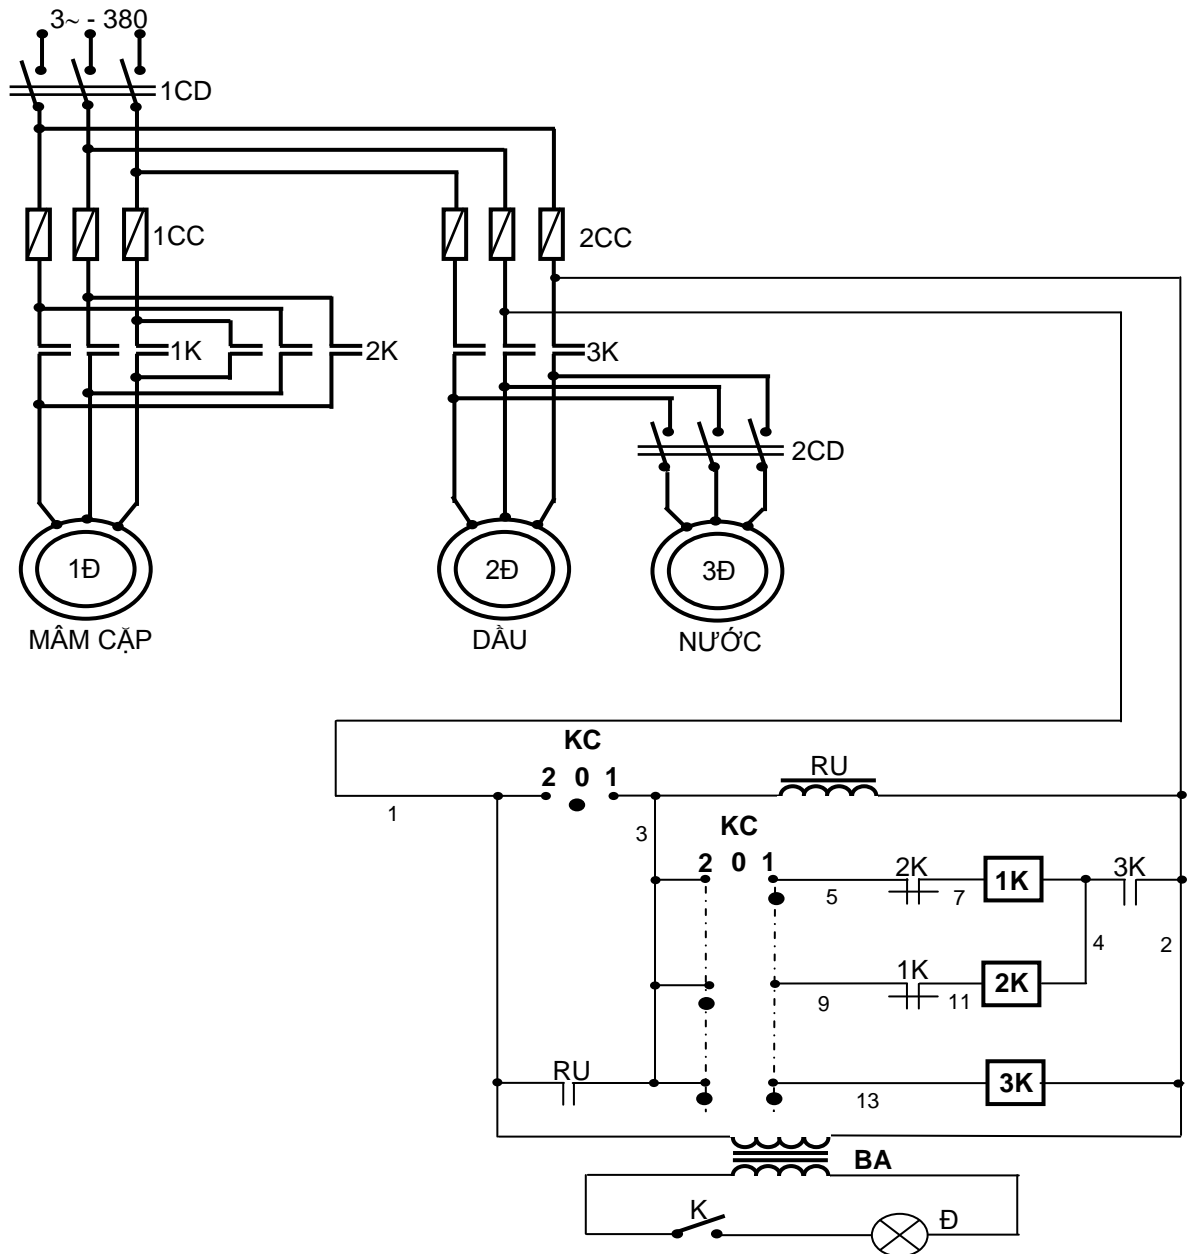 3~ - 380
1CD
1CC
2CC
1K
2K
3K
2CD
1Đ
2Đ
3Đ
MÂM CẶP
DẦU
NƯỚC
KC
2 0 1
RU
1
3
KC
2 0 1
2K
1K
3K
5
7
4
2
1K
2K
9
11
RU
3K
13
BA
K
Đ